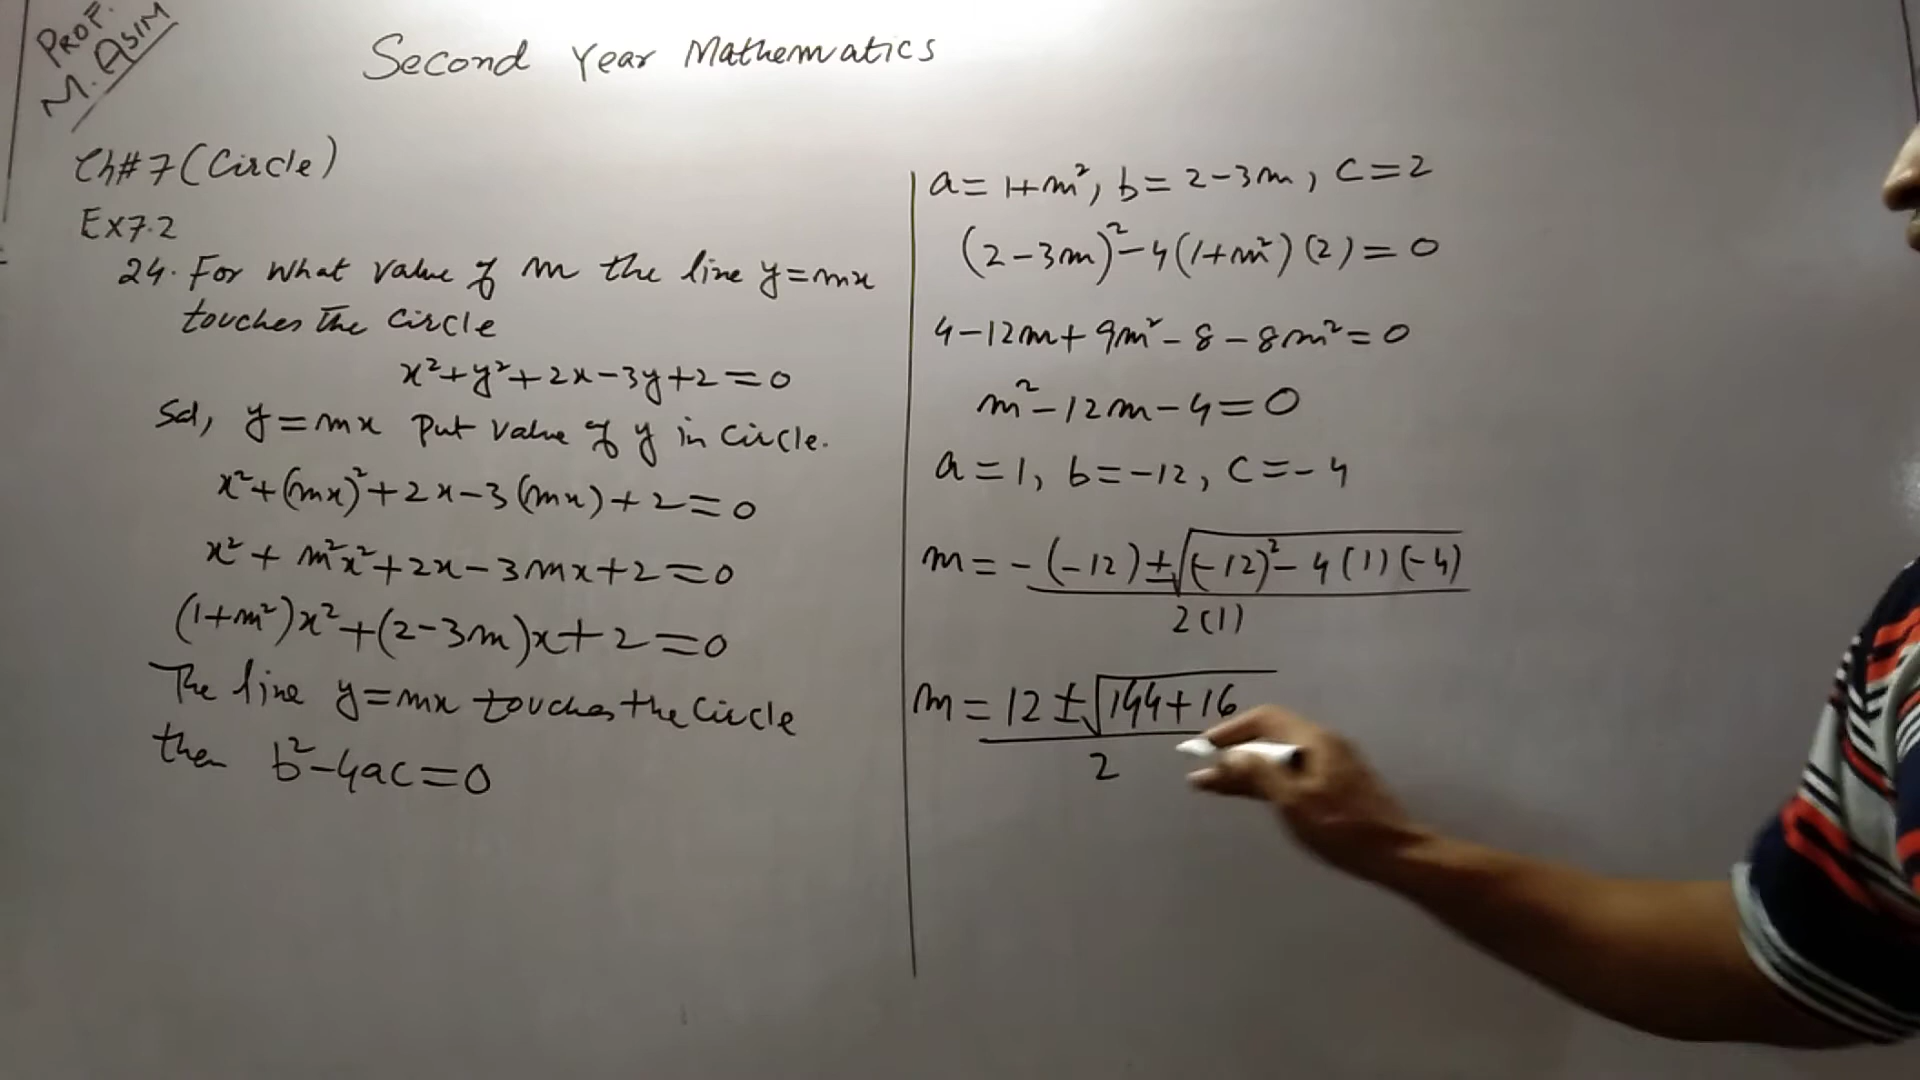 PROF.
M. ASIM
Second Year Mathematics
Ch#7 (Circle)
Ex7.2
24. For what value of m the line y=mx
touches the circle
x²+y²+2x-3y+2=0
Sol, y=mx put value of y in circle.
x²+(mx)²+2x-3(mx)+2=0
x²+m²x²+2x-3mx+2=0
(1+m²)x²+(2-3m)x+2=0
The line y=mx touches the circle
then b²-4ac=0
a=1+m², b=2-3m, c=2
(2-3m)²-4(1+m²)(2)=0
4-12m+9m²-8-8m²=0
m²-12m-4=0
a=1, b=-12, c=-4
m=-(-12)±√(-12)²-4(1)(-4)
2(1)
m=12±√144+16
2